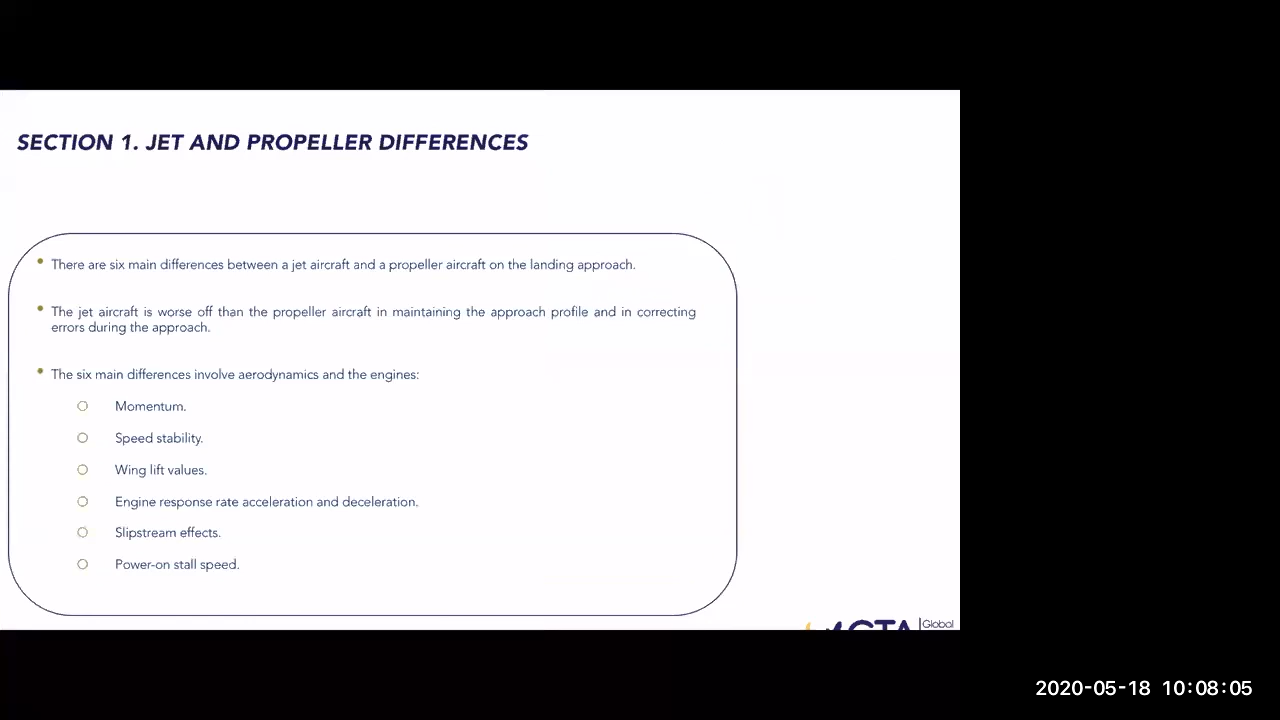 SECTION 1. JET AND PROPELLER DIFFERENCES
There are six main differences between a jet aircraft and a propeller aircraft on the landing approach.
The jet aircraft is worse off than the propeller aircraft in maintaining the approach profile and in correcting
errors during the approach.
The six main differences involve aerodynamics and the engines:
Momentum.
Speed stability.
Wing lift values.
Engine response rate acceleration and deceleration.
Slipstream effects.
Power-on stall speed.
GTA Global
2020-05-18 10:08:05